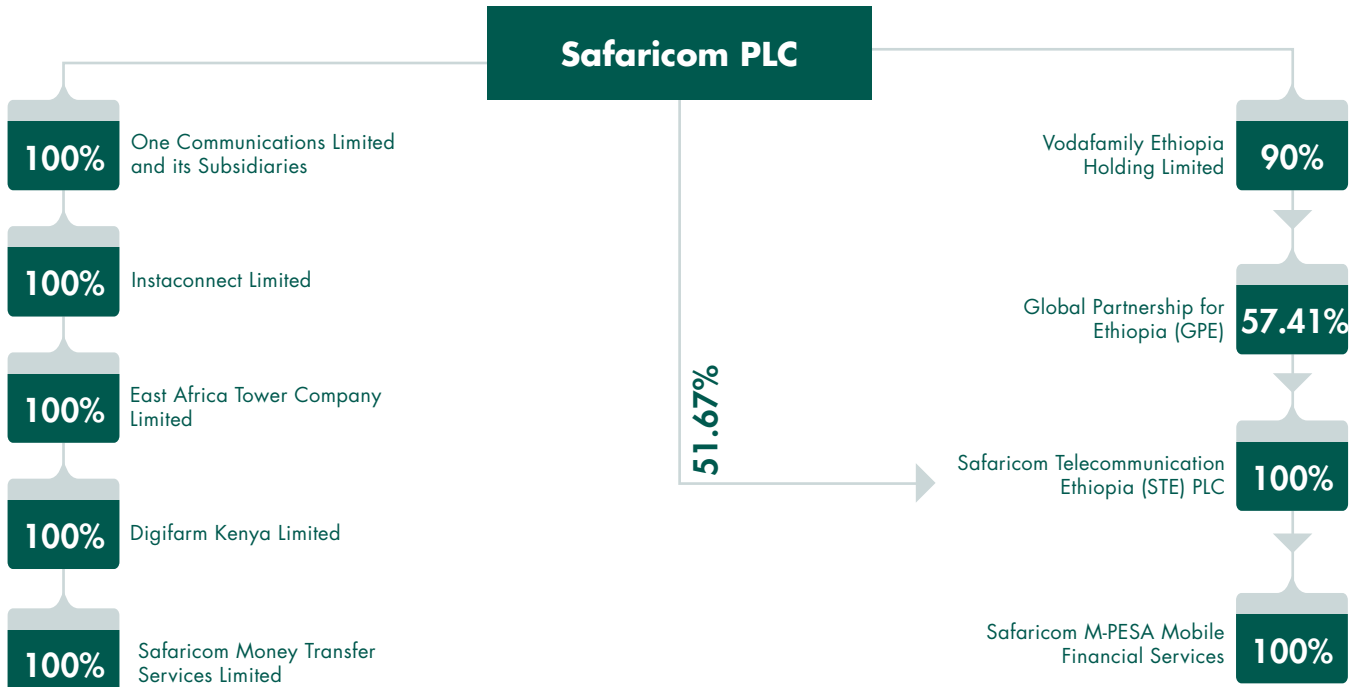 Safaricom PLC
100%
One Communications Limited
and its Subsidiaries
100%
Instaconnect Limited
100%
East Africa Tower Company
Limited
100%
Digifarm Kenya Limited
100%
Safaricom Money Transfer
Services Limited
51.67%
Vodafamily Ethiopia
Holding Limited
90%
Global Partnership for
Ethiopia (GPE)
57.41%
Safaricom Telecommunication
Ethiopia (STE) PLC
100%
Safaricom M-PESA Mobile
Financial Services
100%